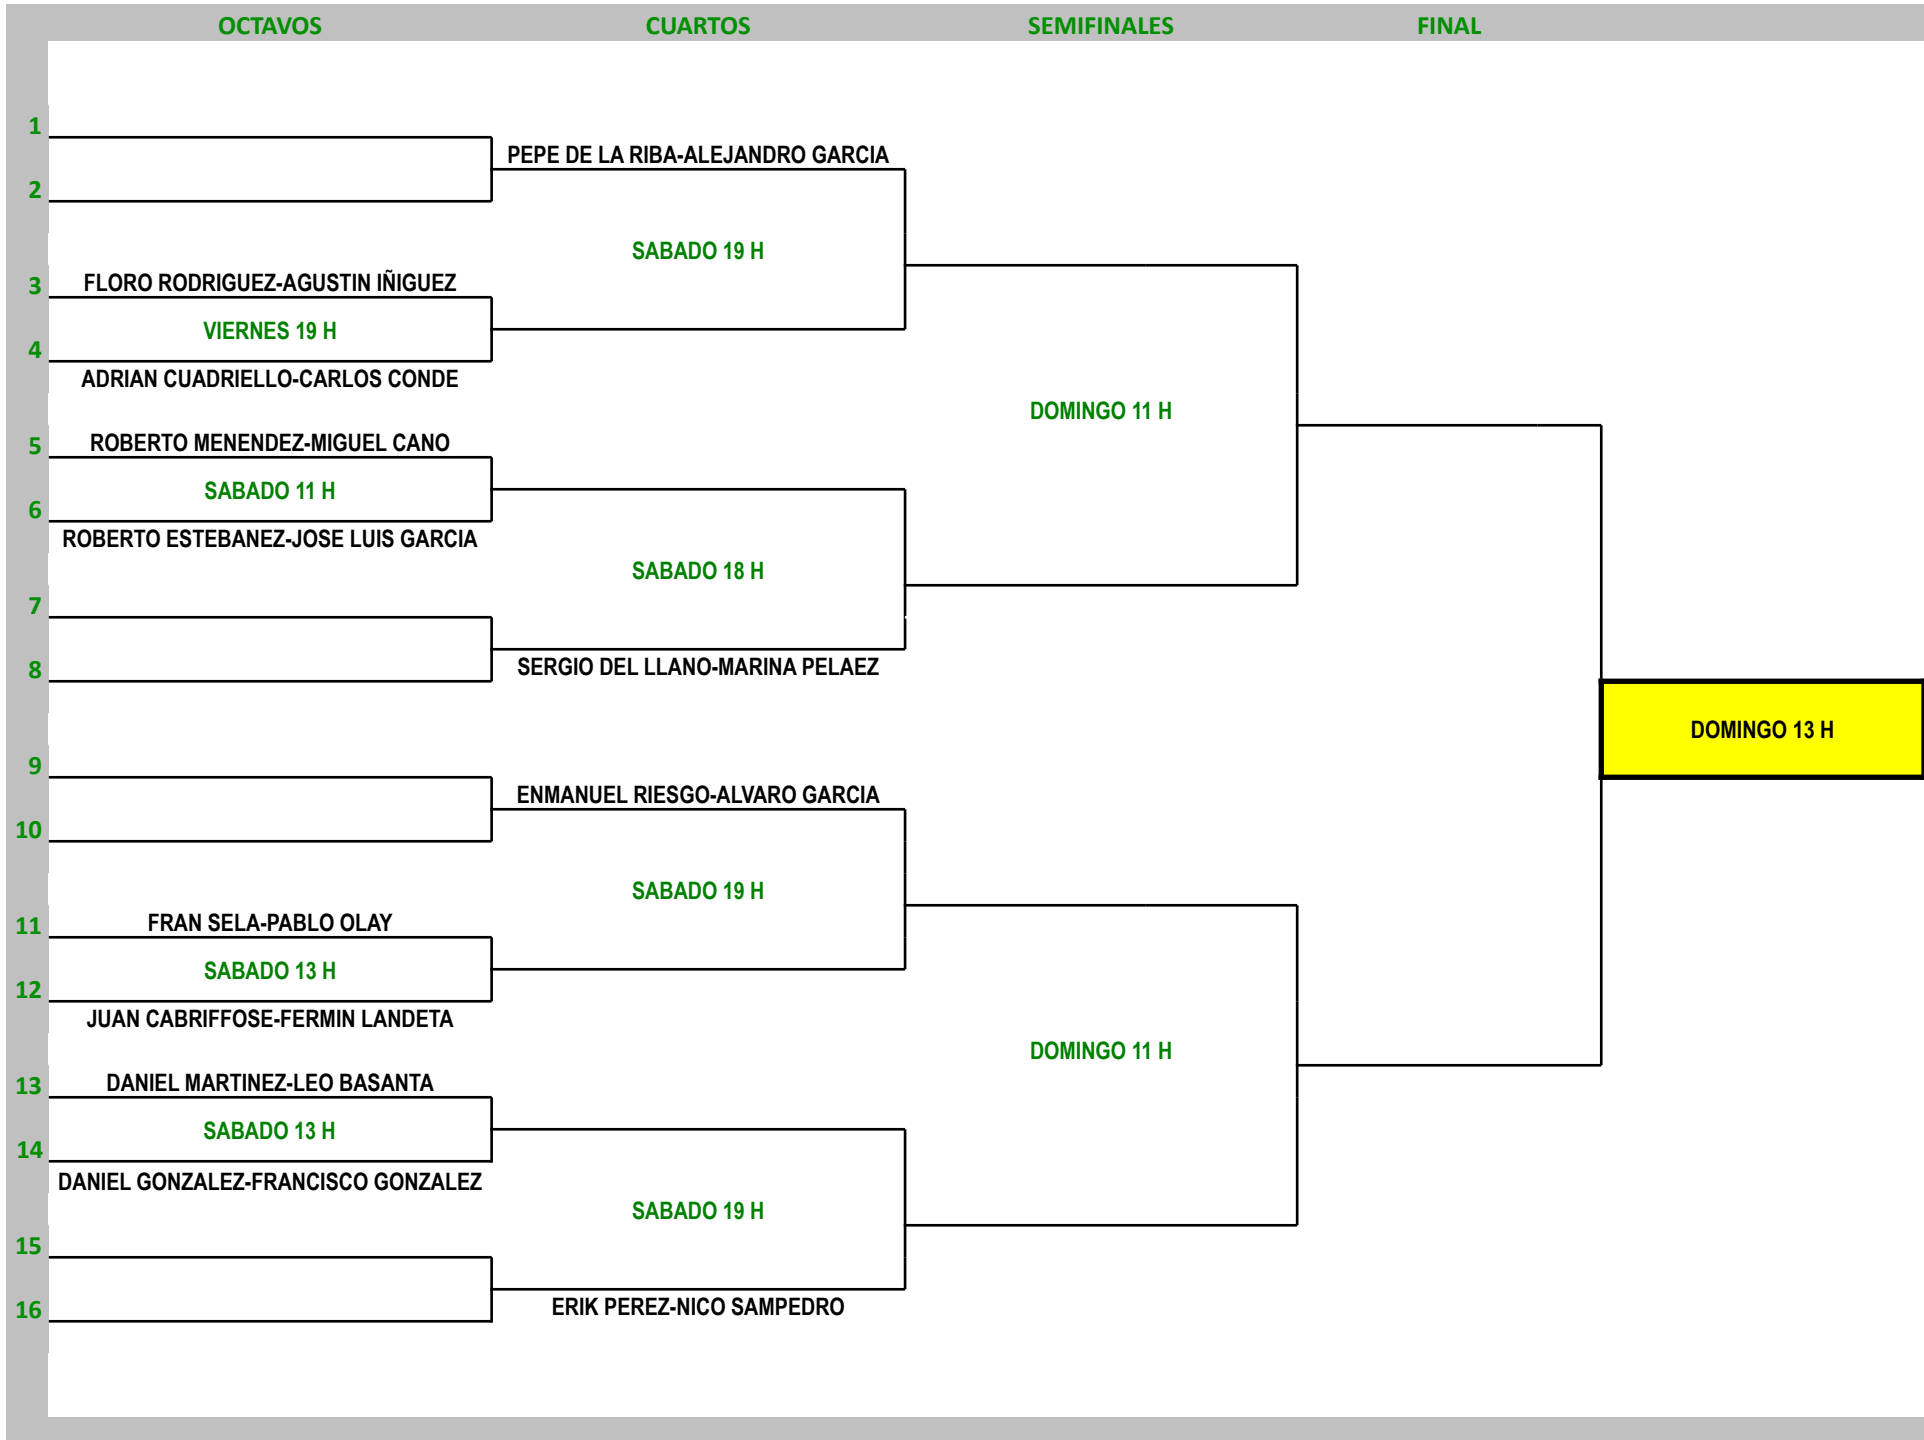 OCTAVOS CUARTOS SEMIFINALES FINAL
1
PEPE DE LA RIBA-ALEJANDRO GARCIA
2
SABADO 19 H
3 FLORO RODRIGUEZ-AGUSTIN IÑIGUEZ
VIERNES 19 H
4
ADRIAN CUADRIELLO-CARLOS CONDE
DOMINGO 11 H
5 ROBERTO MENENDEZ-MIGUEL CANO
SABADO 11 H
6
ROBERTO ESTEBANEZ-JOSE LUIS GARCIA
SABADO 18 H
7
8 SERGIO DEL LLANO-MARINA PELAEZ
DOMINGO 13 H
9
ENMANUEL RIESGO-ALVARO GARCIA
10
SABADO 19 H
11 FRAN SELA-PABLO OLAY
SABADO 13 H
12
JUAN CABRIFFOSE-FERMIN LANDETA
DOMINGO 11 H
13 DANIEL MARTINEZ-LEO BASANTA
SABADO 13 H
14
DANIEL GONZALEZ-FRANCISCO GONZALEZ
SABADO 19 H
15
16 ERIK PEREZ-NICO SAMPEDRO